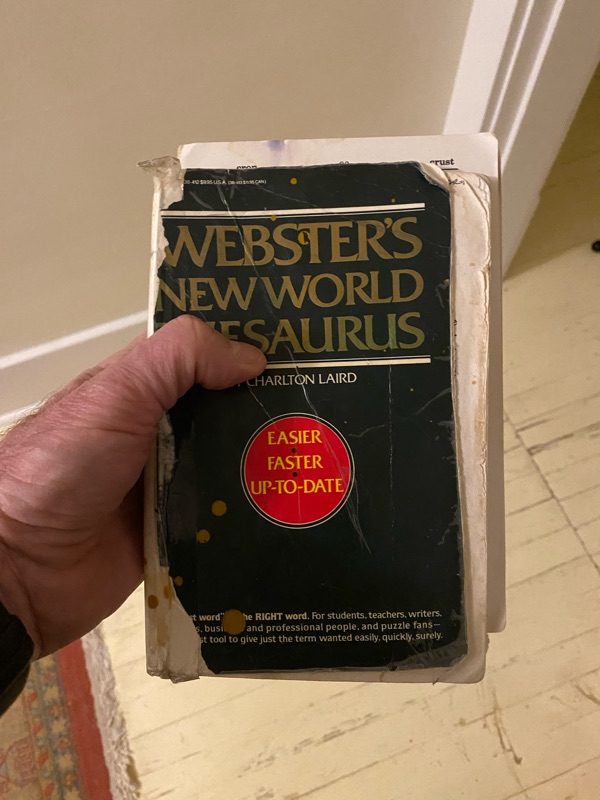 crust
WEBSTER'S
NEW WORLD
THESAURUS
CHARLTON LAIRD
EASIER
FASTER
UP-TO-DATE
word the RIGHT word. For students, teachers, writers,
and professional people, and puzzle fans—
tool to give just the term wanted easily, quickly, surely.